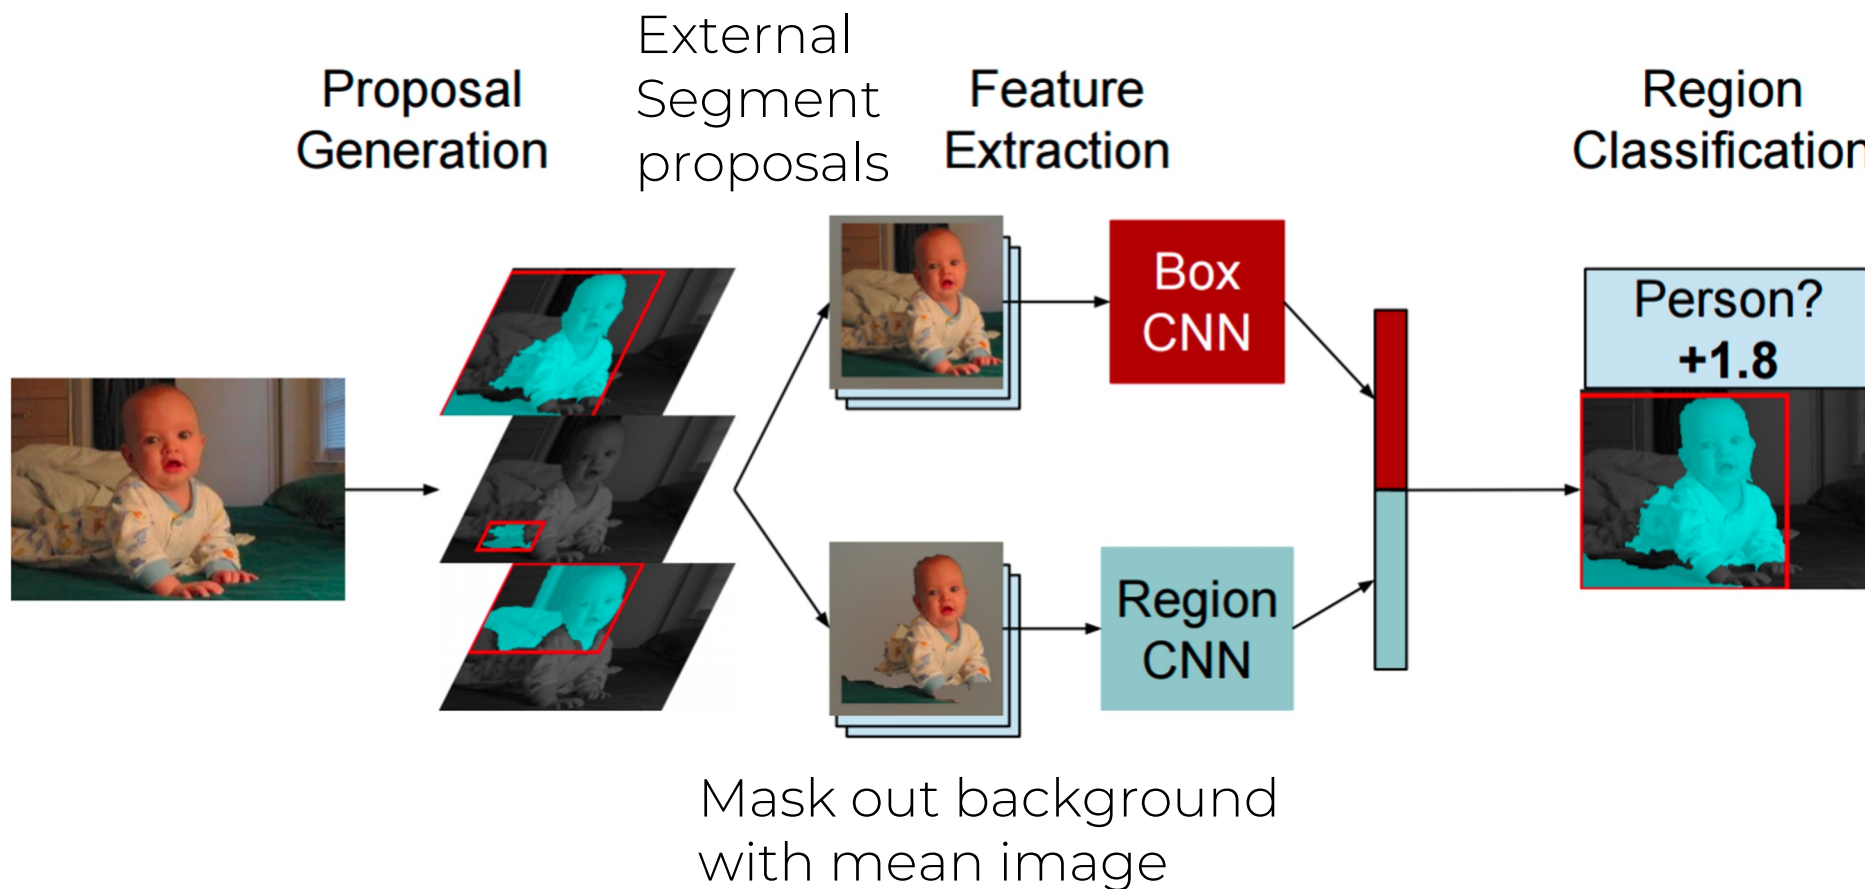 Proposal
Generation
External
Segment
proposals
Feature
Extraction
Region
Classification
Box
CNN
Person?
+1.8
Region
CNN
Mask out background
with mean image